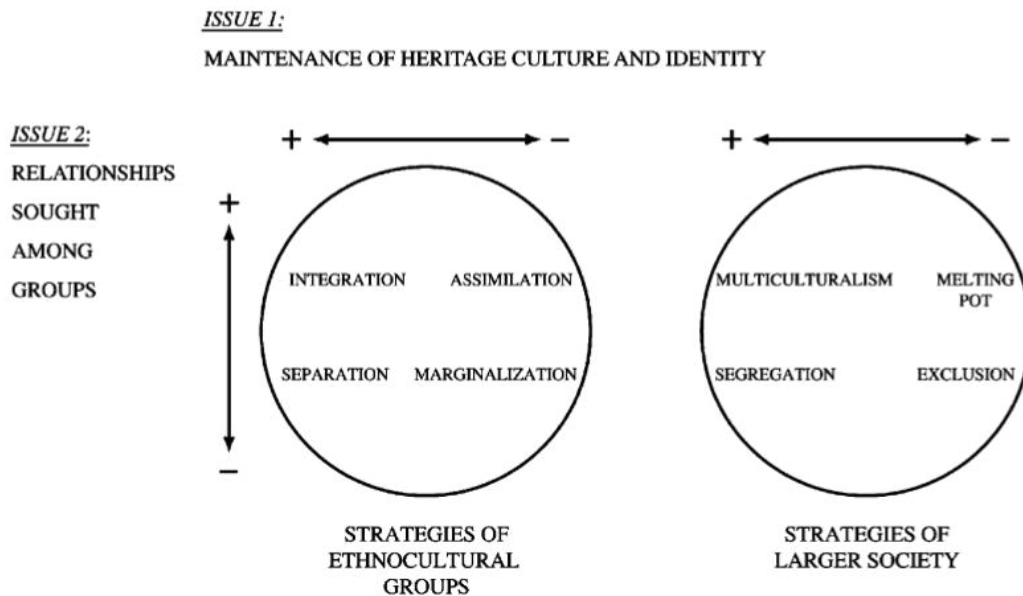 ISSUE 1:
MAINTENANCE OF HERITAGE CULTURE AND IDENTITY
ISSUE 2:
RELATIONSHIPS
SOUGHT
AMONG
GROUPS
+ −
+ −
+
−
INTEGRATION ASSIMILATION
SEPARATION MARGINALIZATION
MULTICULTURALISM MELTING
POT
SEGREGATION EXCLUSION
STRATEGIES OF
ETHNOCULTURAL
GROUPS
STRATEGIES OF
LARGER SOCIETY